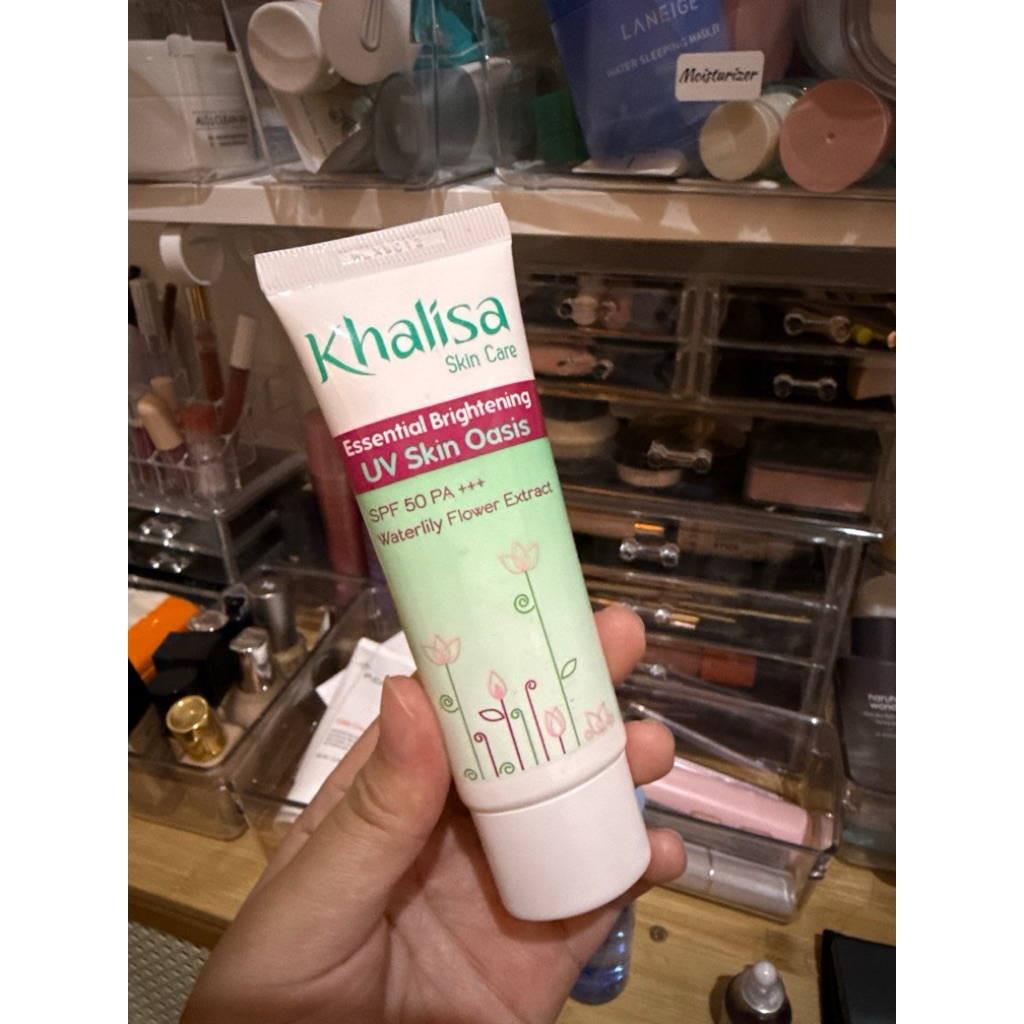 LANEIGE
WATER SLEEPING MASK
Moisturizer
Khalisa
Skin Care
Essential Brightening
UV Skin Oasis
SPF 50 PA +++
Waterlily Flower Extract